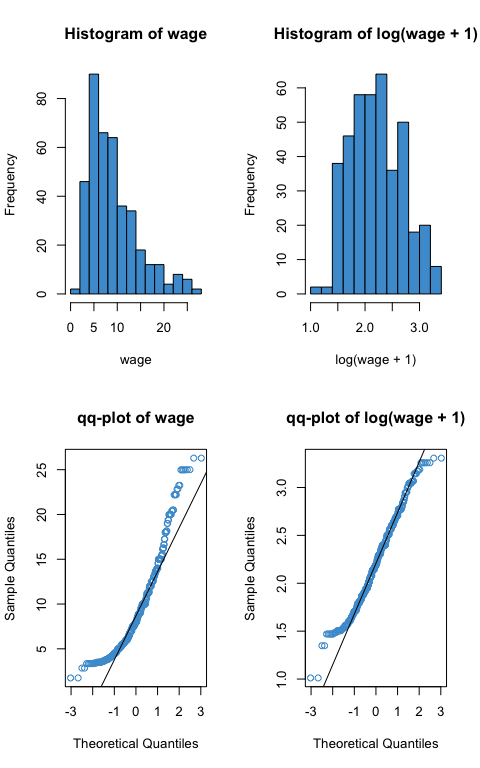 Histogram of wage
Frequency
0 20 40 60 80
0 5 10 20
wage
Histogram of log(wage + 1)
Frequency
0 10 20 30 40 50 60
1.0 2.0 3.0
log(wage + 1)
qq-plot of wage
Sample Quantiles
5 10 15 20 25
-3 -1 0 1 2 3
Theoretical Quantiles
qq-plot of log(wage + 1)
Sample Quantiles
1.0 1.5 2.0 2.5 3.0
-3 -1 0 1 2 3
Theoretical Quantiles